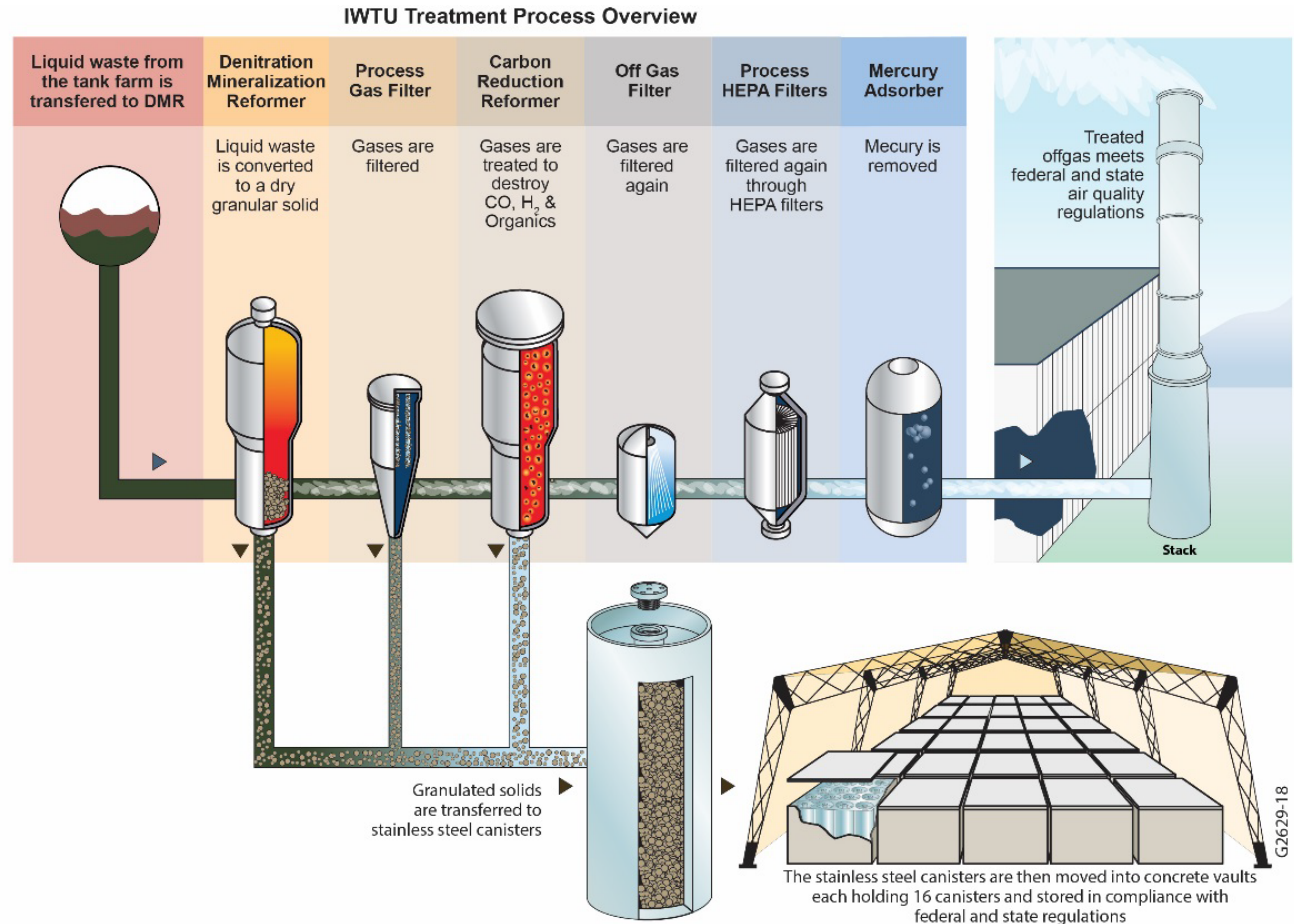 IWTU Treatment Process Overview
Liquid waste from
the tank farm is
transfered to DMR
Denitration
Mineralization
Reformer
Process
Gas Filter
Carbon
Reduction
Reformer
Off Gas
Filter
Process
HEPA Filters
Mercury
Adsorber
Liquid waste
is converted
to a dry
granular solid
Gases are
filtered
Gases are
treated to
destroy
CO, H₂ &
Organics
Gases are
filtered
again
Gases are
filtered again
through
HEPA filters
Mecury is
removed
Treated
offgas meets
federal and state
air quality
regulations
Stack
Granulated solids
are transferred to
stainless steel canisters
The stainless steel canisters are then moved into concrete vaults
each holding 16 canisters and stored in compliance with
federal and state regulations
G2629-18